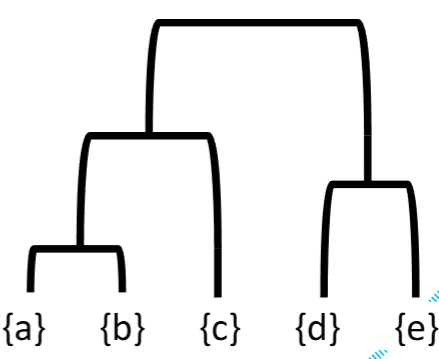 {a} {b} {c} {d} {e}